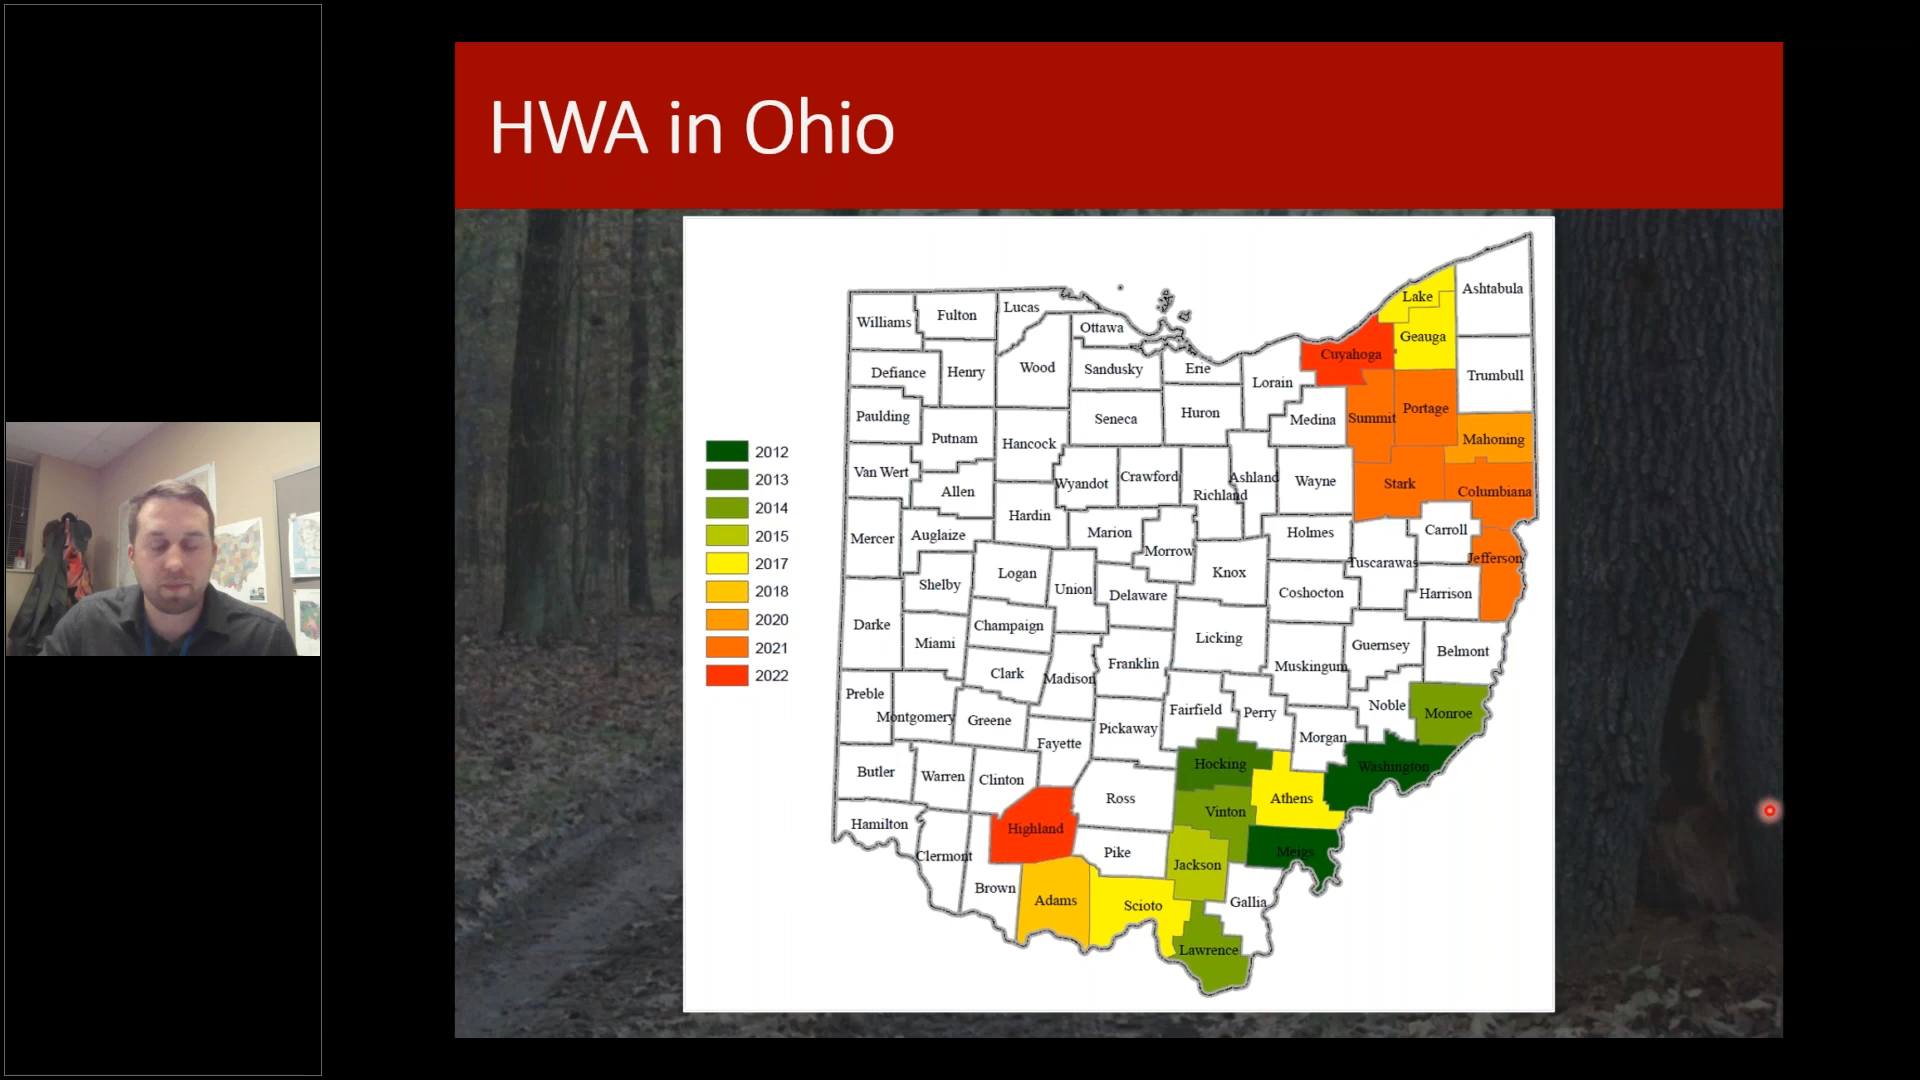 HWA in Ohio
2012
2013
2014
2015
2017
2018
2020
2021
2022
Williams
Fulton
Lucas
Ottawa
Lake
Ashtabula
Geauga
Cuyahoga
Defiance
Henry
Wood
Sandusky
Erie
Lorain
Trumbull
Paulding
Putnam
Hancock
Seneca
Huron
Medina
Summit
Portage
Mahoning
Van Wert
Allen
Wyandot
Crawford
Richland
Ashland
Wayne
Stark
Columbiana
Mercer
Auglaize
Hardin
Marion
Morrow
Holmes
Carroll
Jefferson
Shelby
Logan
Union
Delaware
Knox
Coshocton
Tuscarawas
Harrison
Darke
Miami
Champaign
Clark
Madison
Franklin
Licking
Muskingum
Guernsey
Belmont
Preble
Montgomery
Greene
Fayette
Pickaway
Fairfield
Perry
Morgan
Noble
Monroe
Butler
Warren
Clinton
Ross
Hocking
Athens
Washington
Hamilton
Clermont
Highland
Pike
Vinton
Meigs
Jackson
Brown
Adams
Scioto
Gallia
Lawrence